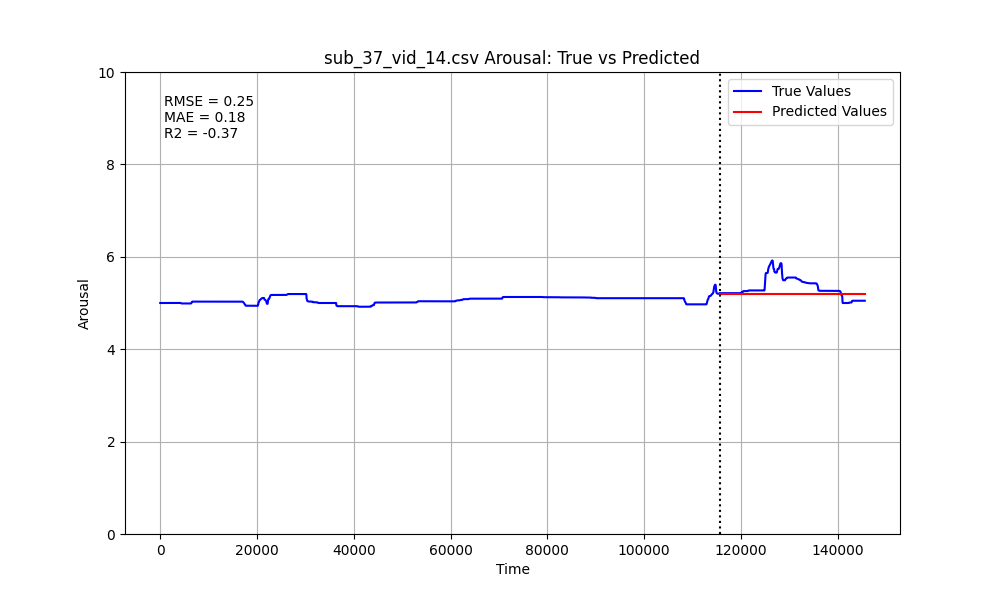 sub_37_vid_14.csv Arousal: True vs Predicted
RMSE = 0.25
MAE = 0.18
R2 = -0.37
True Values
Predicted Values
10
8
6
4
2
0
Arousal
0 20000 40000 60000 80000 100000 120000 140000
Time